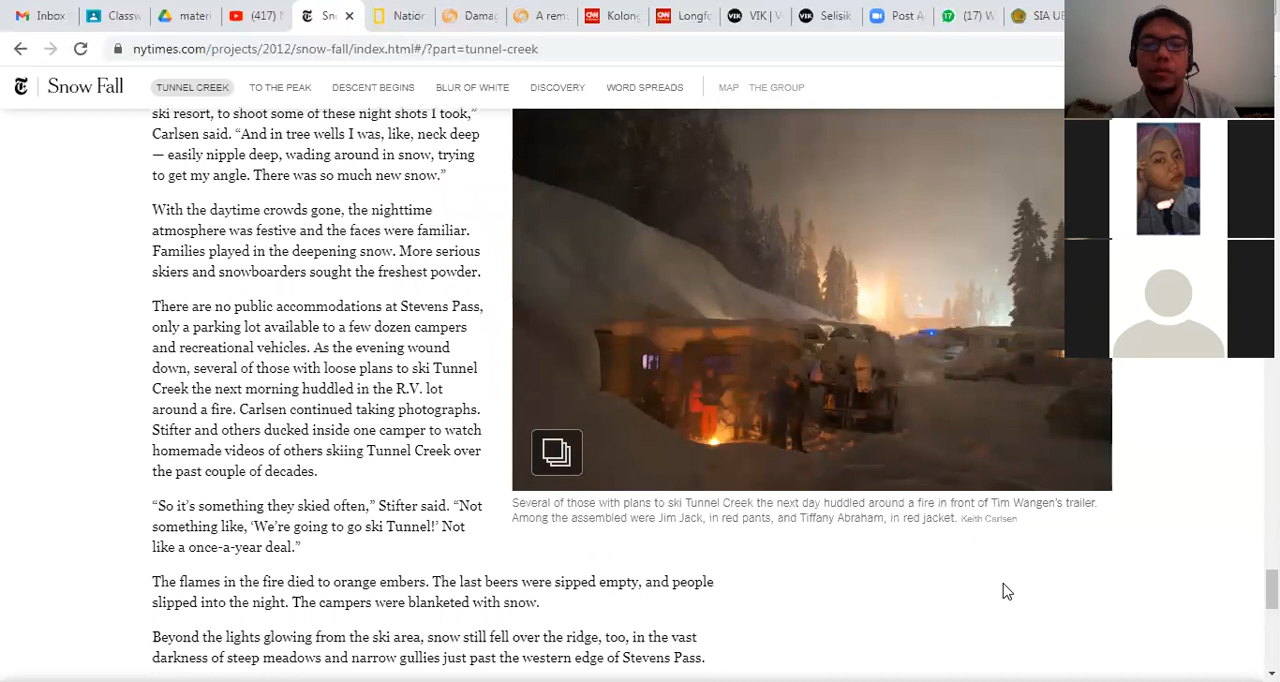 Inbox
Classw
materi
(417)
Sn
Nation
Dama
A rem
Kolong
Longfo
VIK | V
Selisik
Post A
(17) W
SIA UB
nytimes.com/projects/2012/snow-fall/index.html#/?part=tunnel-creek
Snow Fall
TUNNEL CREEK
TO THE PEAK
DESCENT BEGINS
BLUR OF WHITE
DISCOVERY
WORD SPREADS
MAP
THE GROUP
ski resort, to shoot some of these night shots I took,”
Carlsen said. “And in tree wells I was, like, neck deep
— easily nipple deep, wading around in snow, trying
to get my angle. There was so much new snow.”
With the daytime crowds gone, the nighttime
atmosphere was festive and the faces were familiar.
Families played in the deepening snow. More serious
skiers and snowboarders sought the freshest powder.
There are no public accommodations at Stevens Pass,
only a parking lot available to a few dozen campers
and recreational vehicles. As the evening wound
down, several of those with loose plans to ski Tunnel
Creek the next morning huddled in the R.V. lot
around a fire. Carlsen continued taking photographs.
Stifter and others ducked inside one camper to watch
homemade videos of others skiing Tunnel Creek over
the past couple of decades.
“So it’s something they skied often,” Stifter said. “Not
something like, ‘We’re going to go ski Tunnel!’ Not
like a once-a-year deal.”
Several of those with plans to ski Tunnel Creek the next day huddled around a fire in front of Tim Wangen's trailer.
Among the assembled were Jim Jack, in red pants, and Tiffany Abraham, in red jacket. Keith Carlsen
The flames in the fire died to orange embers. The last beers were sipped empty, and people
slipped into the night. The campers were blanketed with snow.
Beyond the lights glowing from the ski area, snow still fell over the ridge, too, in the vast
darkness of steep meadows and narrow gullies just past the western edge of Stevens Pass.